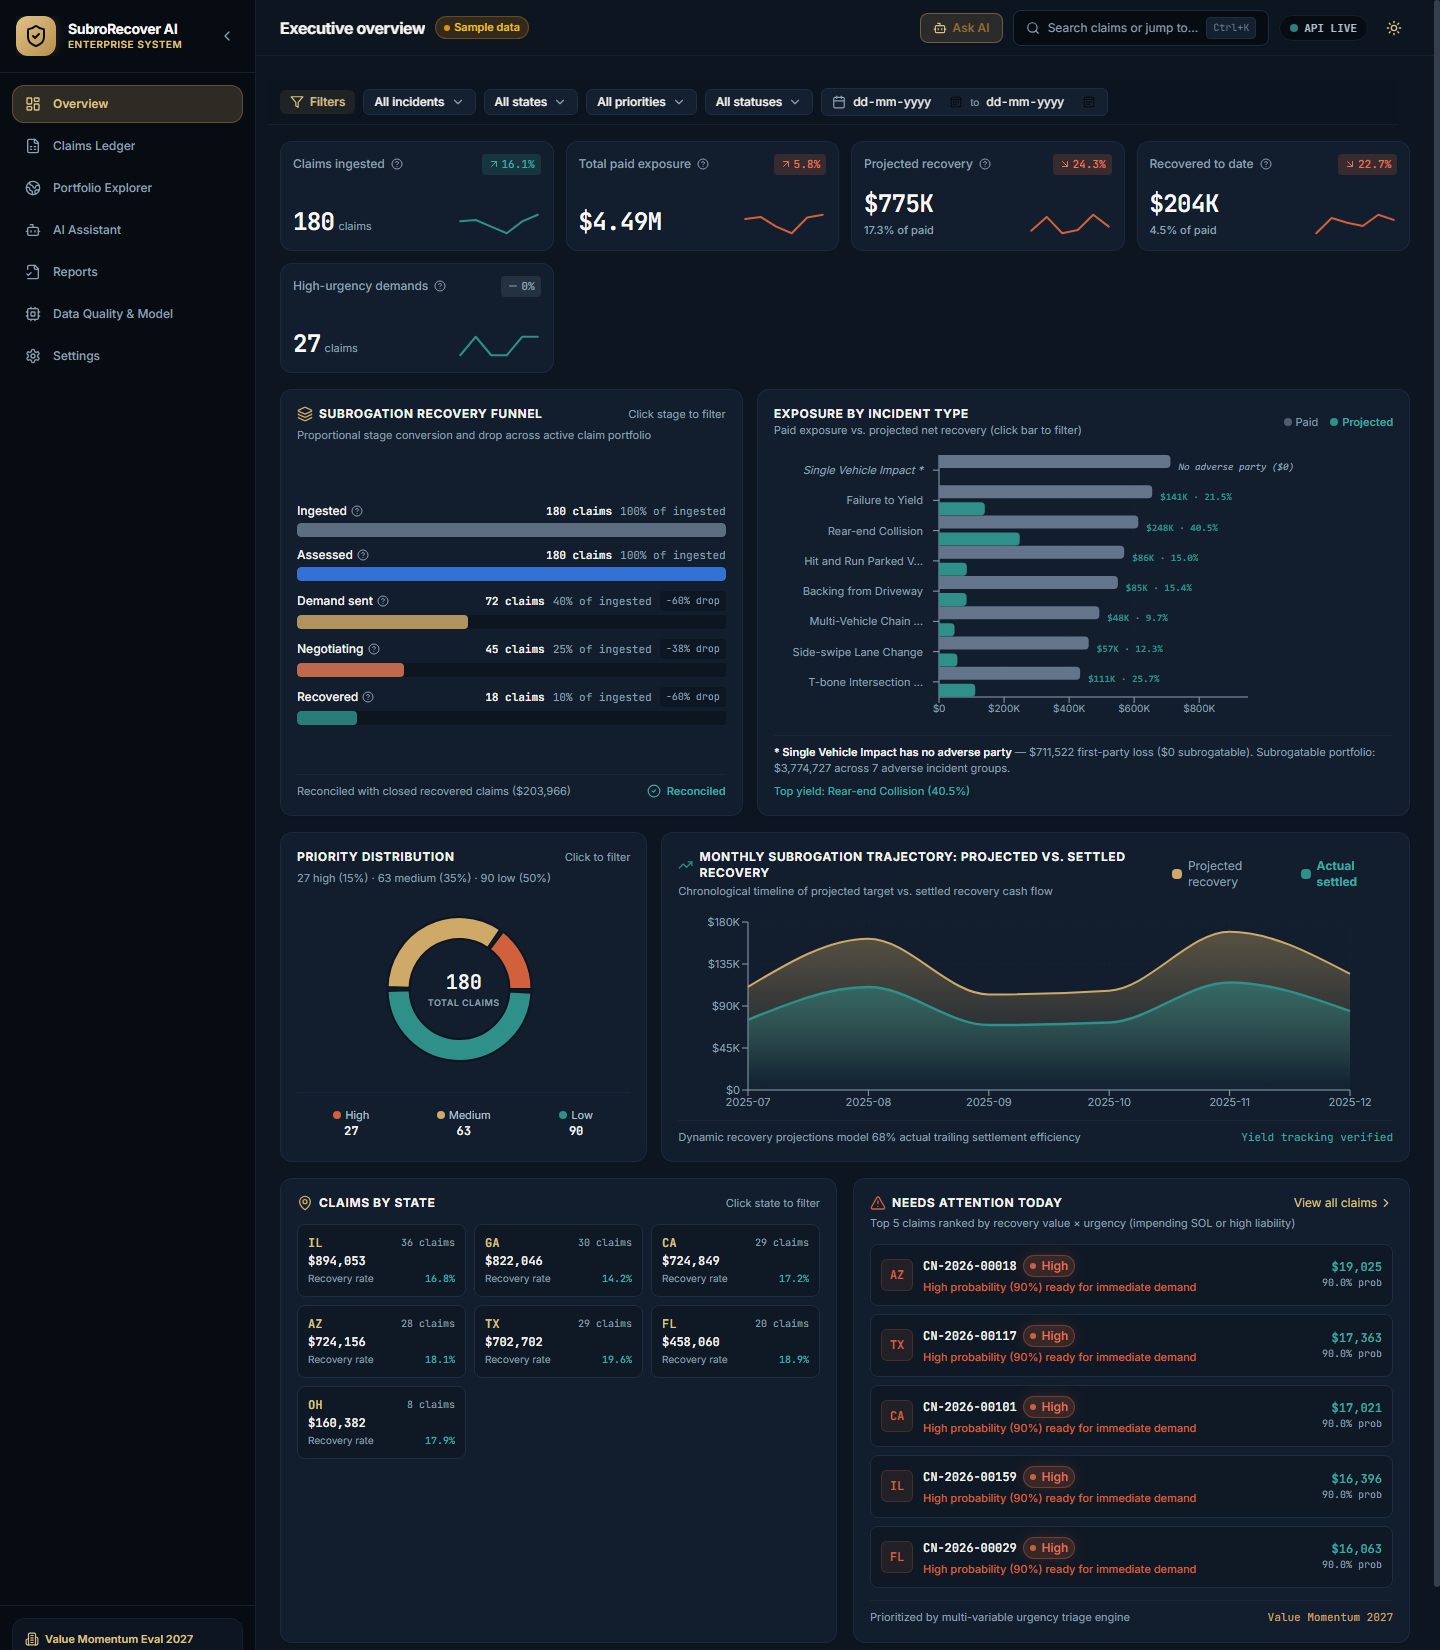 SubroRecover AI
ENTERPRISE SYSTEM
Overview
Claims Ledger
Portfolio Explorer
AI Assistant
Reports
Data Quality & Model
Settings
Value Momentum Eval 2027
Executive overview
Sample data
Ask AI
Search claims or jump to...
Ctrl+K
API LIVE
Filters
All incidents
All states
All priorities
All statuses
dd-mm-yyyy to dd-mm-yyyy
Claims ingested
16.1%
180 claims
Total paid exposure
5.8%
$4.49M
Projected recovery
24.3%
$775K
17.3% of paid
Recovered to date
22.7%
$204K
4.5% of paid
High-urgency demands
— 0%
27 claims
SUBROGATION RECOVERY FUNNEL
Click stage to filter
Proportional stage conversion and drop across active claim portfolio
Ingested 180 claims 100% of ingested
Assessed 180 claims 100% of ingested
Demand sent 72 claims 40% of ingested -60% drop
Negotiating 45 claims 25% of ingested -38% drop
Recovered 18 claims 10% of ingested -60% drop
Reconciled with closed recovered claims ($203,966)
Reconciled
EXPOSURE BY INCIDENT TYPE
Paid exposure vs. projected net recovery (click bar to filter)
Paid
Projected
Single Vehicle Impact * No adverse party ($0)
Failure to Yield $141K · 21.5%
Rear-end Collision $248K · 40.5%
Hit and Run Parked V... $86K · 15.0%
Backing from Driveway $85K · 15.4%
Multi-Vehicle Chain ... $48K · 9.7%
Side-swipe Lane Change $57K · 12.3%
T-bone Intersection ... $111K · 25.7%
$0 $200K $400K $600K $800K
* Single Vehicle Impact has no adverse party — $711,522 first-party loss ($0 subrogatable). Subrogatable portfolio:
$3,774,727 across 7 adverse incident groups.
Top yield: Rear-end Collision (40.5%)
PRIORITY DISTRIBUTION
Click to filter
27 high (15%) · 63 medium (35%) · 90 low (50%)
180
TOTAL CLAIMS
High Medium Low
27 63 90
MONTHLY SUBROGATION TRAJECTORY: PROJECTED VS. SETTLED
RECOVERY
Chronological timeline of projected target vs. settled recovery cash flow
Projected
recovery
Actual
settled
$180K
$135K
$90K
$45K
$0
2025-07 2025-08 2025-09 2025-10 2025-11 2025-12
Dynamic recovery projections model 68% actual trailing settlement efficiency
Yield tracking verified
CLAIMS BY STATE
Click state to filter
IL 36 claims
$894,053
Recovery rate 16.8%
GA 30 claims
$822,046
Recovery rate 14.2%
CA 29 claims
$724,849
Recovery rate 17.2%
AZ 28 claims
$724,156
Recovery rate 18.1%
TX 29 claims
$702,702
Recovery rate 19.6%
FL 20 claims
$458,060
Recovery rate 18.9%
OH 8 claims
$160,382
Recovery rate 17.9%
NEEDS ATTENTION TODAY
View all claims
Top 5 claims ranked by recovery value × urgency (impending SOL or high liability)
AZ CN-2026-00018 High $19,025
High probability (90%) ready for immediate demand 90.0% prob
TX CN-2026-00117 High $17,363
High probability (90%) ready for immediate demand 90.0% prob
CA CN-2026-00101 High $17,021
High probability (90%) ready for immediate demand 90.0% prob
IL CN-2026-00159 High $16,396
High probability (90%) ready for immediate demand 90.0% prob
FL CN-2026-00029 High $16,063
High probability (90%) ready for immediate demand 90.0% prob
Prioritized by multi-variable urgency triage engine
Value Momentum 2027